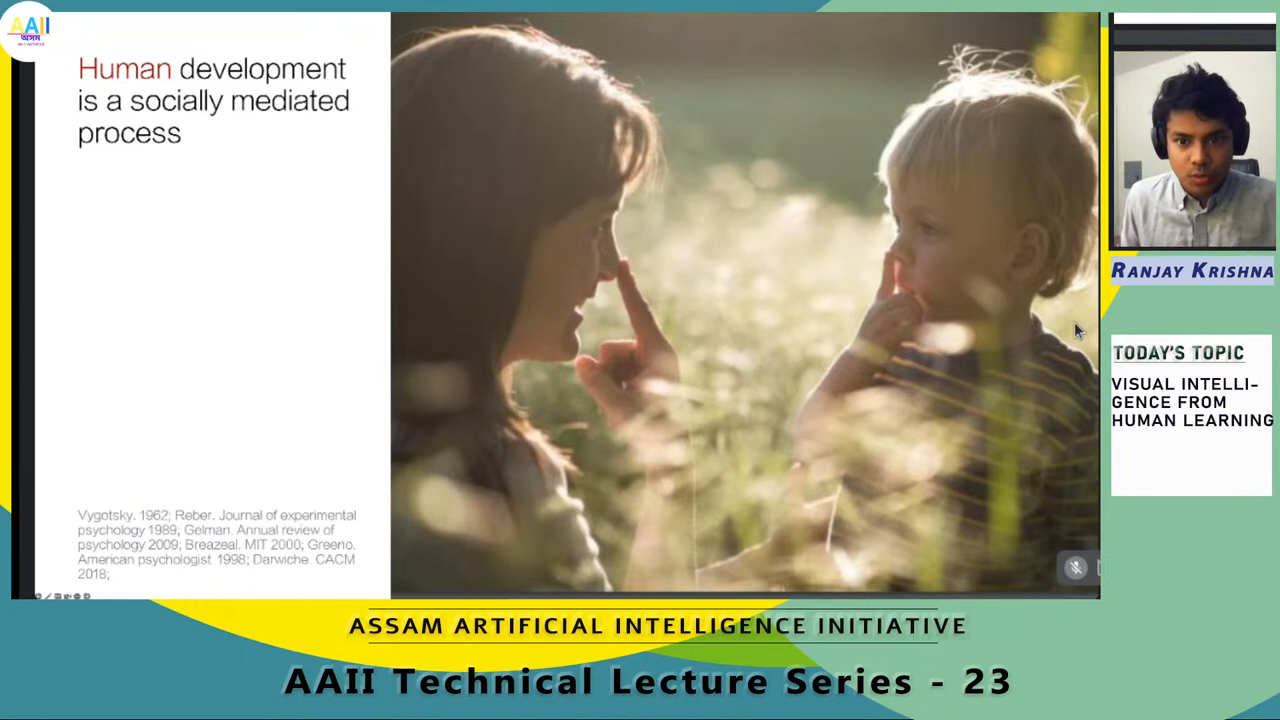 AAII
অসম
Human development
is a socially mediated
process
Vygotsky. 1962; Reber. Journal of experimental
psychology 1989; Gelman. Annual review of
psychology 2009; Breazeal. MIT 2000; Greeno.
American psychologist 1998; Darwiche. CACM
2018;
RANJAY KRISHNA
TODAY'S TOPIC
VISUAL INTELLI-
GENCE FROM
HUMAN LEARNING
ASSAM ARTIFICIAL INTELLIGENCE INITIATIVE
AAII Technical Lecture Series - 23